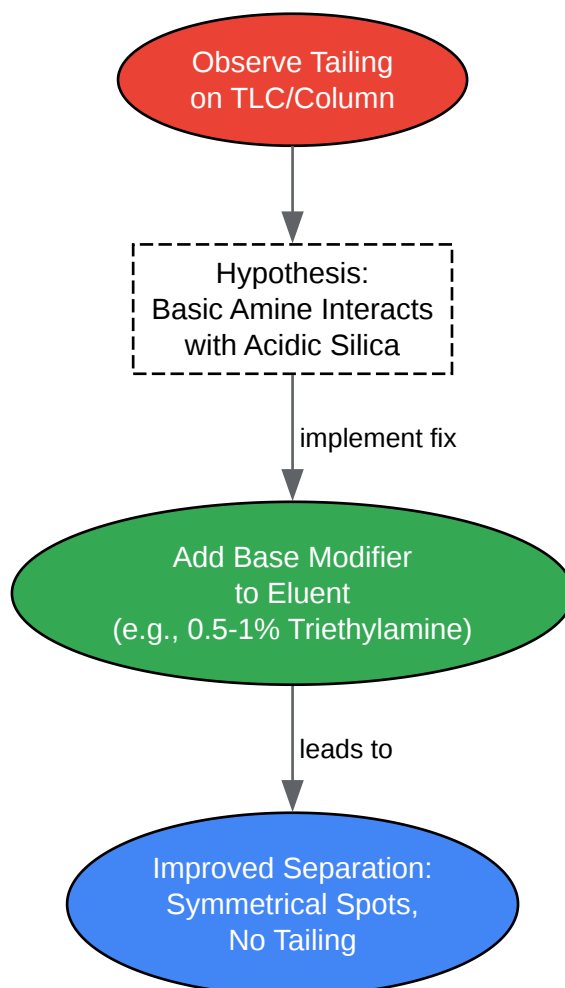 Observe Tailing
on TLC/Column
Hypothesis:
Basic Amine Interacts
with Acidic Silica
implement fix
Add Base Modifier
to Eluent
(e.g., 0.5-1% Triethylamine)
leads to
Improved Separation:
Symmetrical Spots,
No Tailing